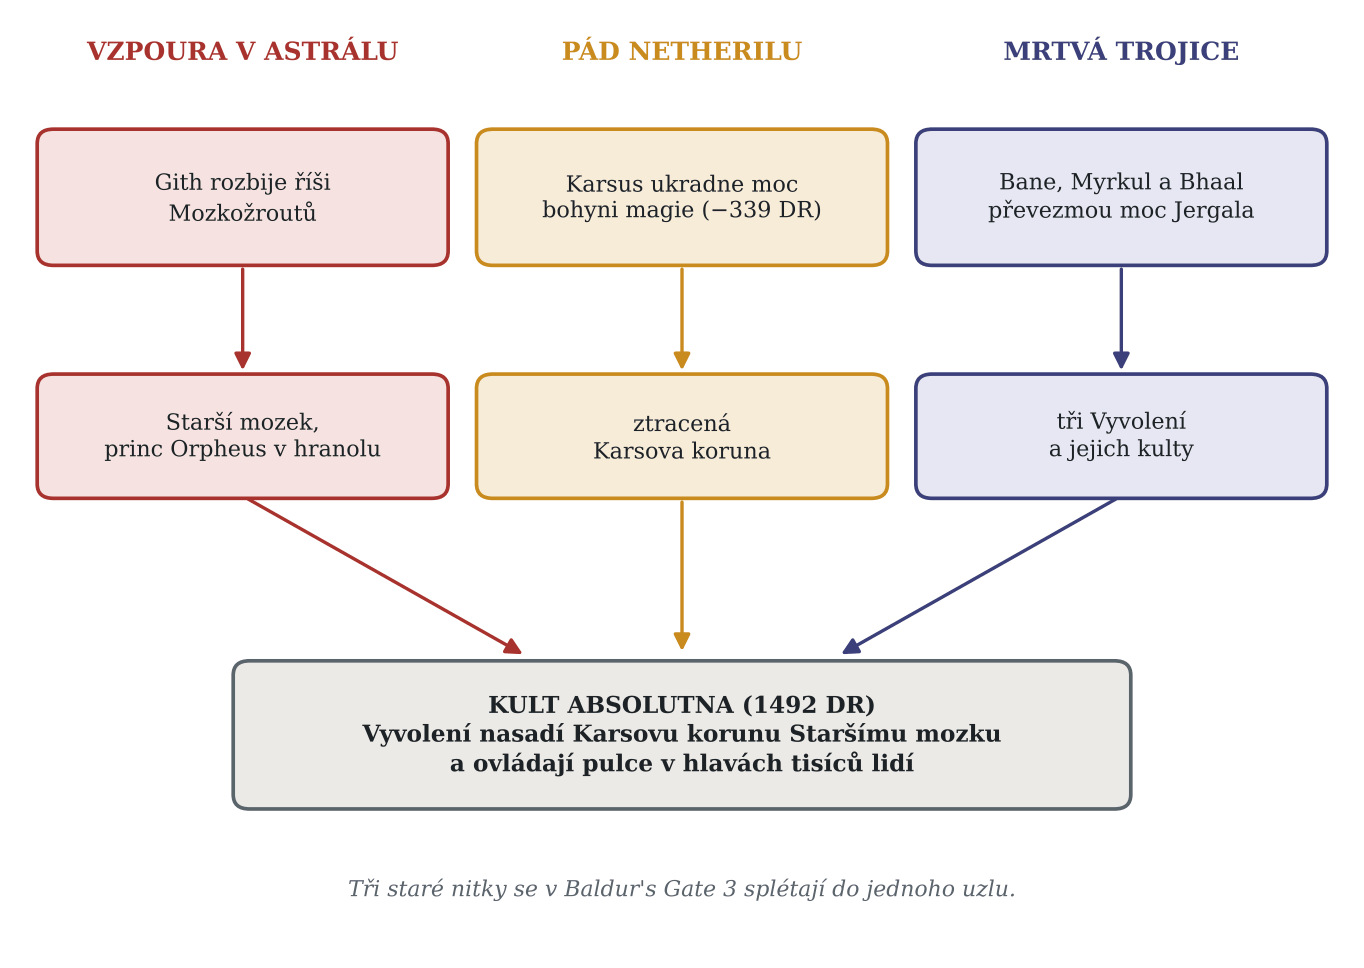 VZPOURA V ASTRÁLU
PÁD NETHERILU
MRTVÁ TROJICE
Gith rozbije říši
Mozkožroutů
Karsus ukradne moc
bohyni magie (−339 DR)
Bane, Myrkul a Bhaal
převezmou moc Jergala
Starší mozek,
princ Orpheus v hranolu
ztracená
Karsova koruna
tři Vyvolení
a jejich kulty
KULT ABSOLUTNA (1492 DR)
Vyvolení nasadí Karsovu korunu Staršímu mozku
a ovládají pulce v hlavách tisíců lidí
Tři staré nitky se v Baldur's Gate 3 splétají do jednoho uzlu.